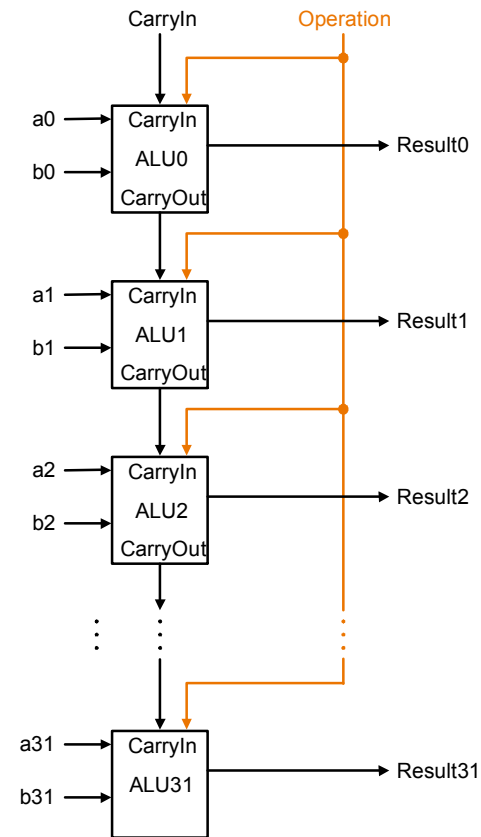 CarryIn
Operation
a0
CarryIn
Result0
ALU0
b0
CarryOut
a1
CarryIn
Result1
ALU1
b1
CarryOut
a2
CarryIn
Result2
ALU2
b2
CarryOut
a31
CarryIn
Result31
ALU31
b31